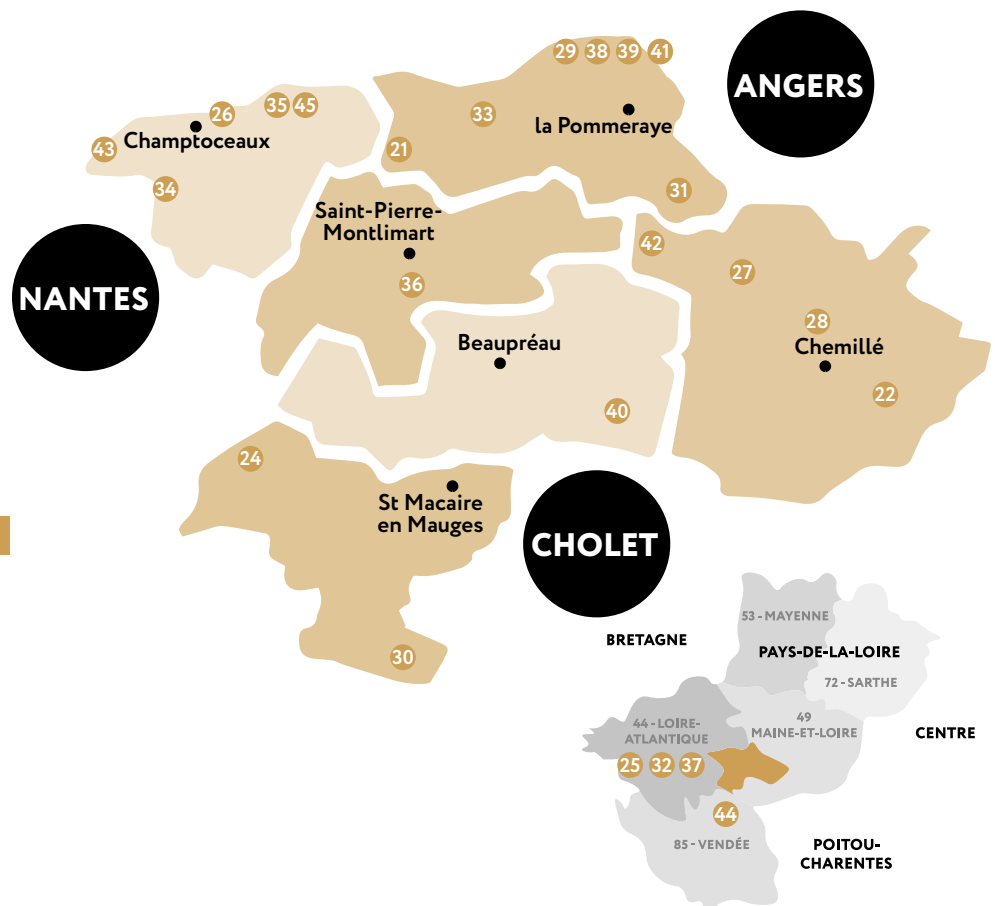 29 38 39 41
ANGERS
35 45
26
33
la Pommeraye
Champtoceaux
43
21
34
31
Saint-Pierre-
Montlimart
42
27
36
NANTES
28
Beaupréau
Chemillé
22
40
24
St Macaire
en Mauges
CHOLET
30
53 - MAYENNE
BRETAGNE
PAYS-DE-LA-LOIRE
72 - SARTHE
44 - LOIRE-
ATLANTIQUE
49
MAINE-ET-LOIRE
CENTRE
25 32 37
44
85 - VENDÉE
POITOU-
CHARENTES